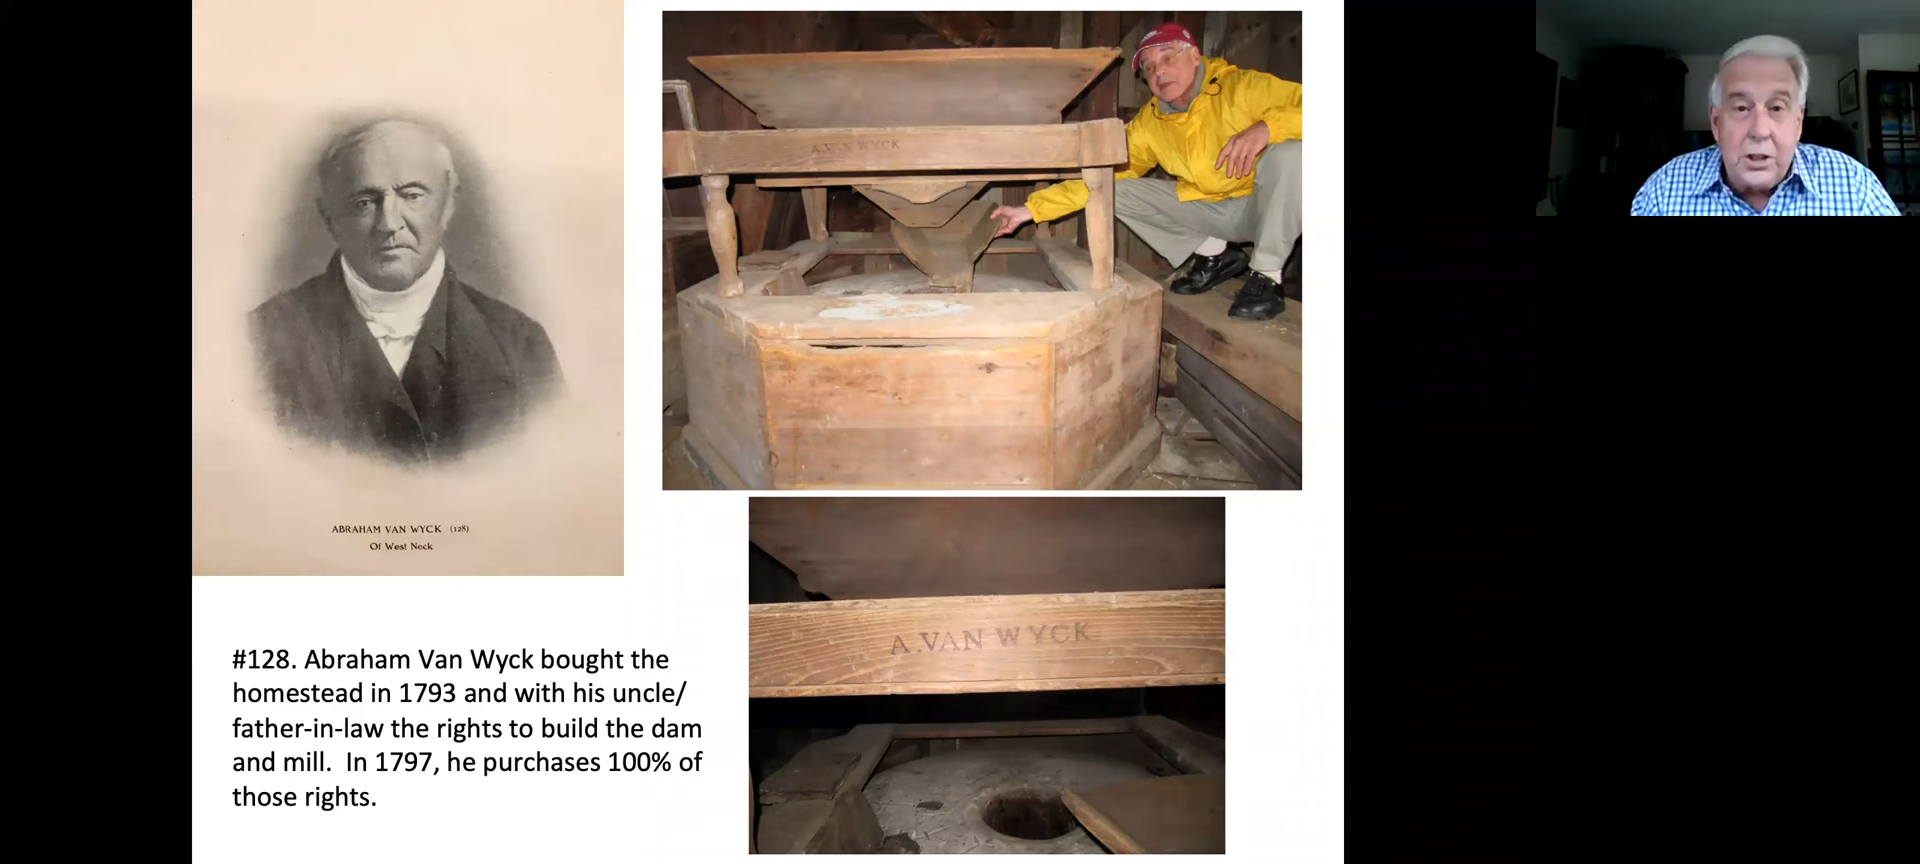 ABRAHAM VAN WYCK (128)
Of West Neck
A.VAN WYCK
A.VAN WYCK
#128. Abraham Van Wyck bought the
homestead in 1793 and with his uncle/
father-in-law the rights to build the dam
and mill.  In 1797, he purchases 100% of
those rights.